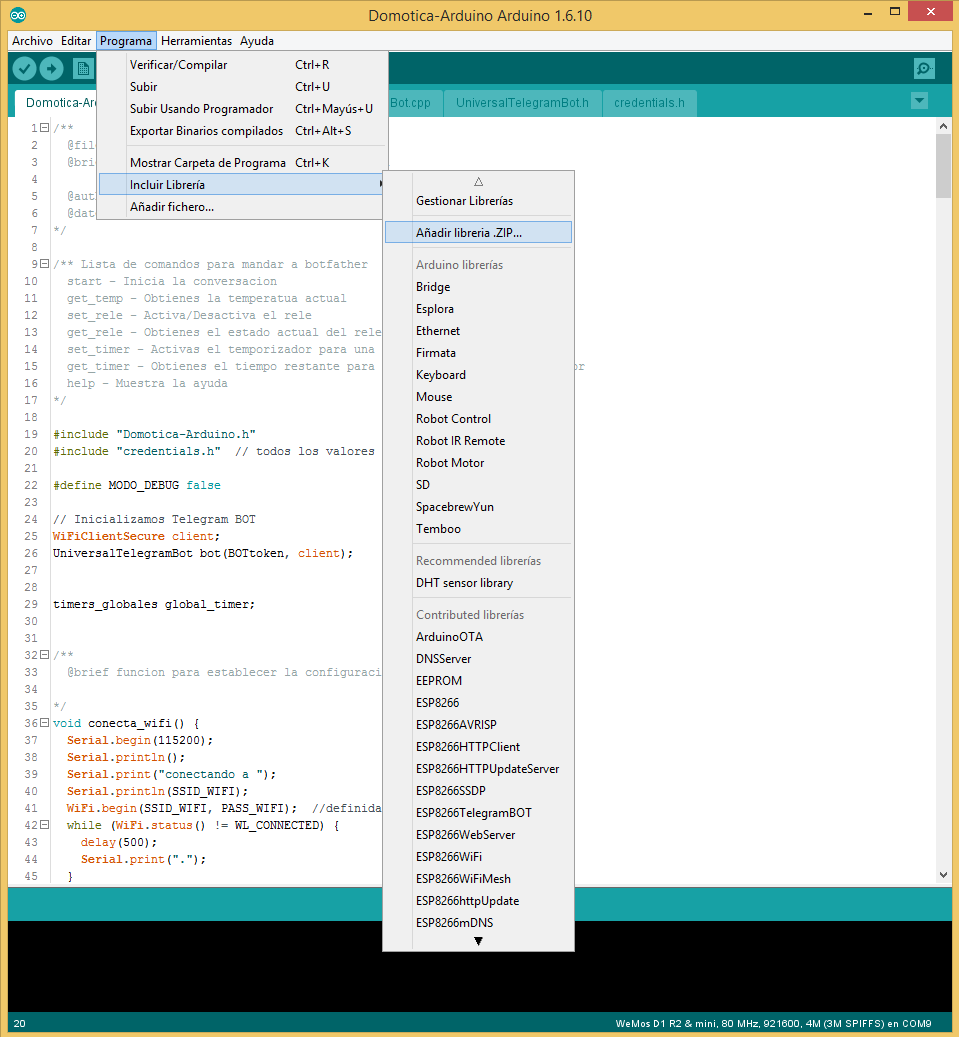 Domotica-Arduino Arduino 1.6.10
Archivo Editar Programa Herramientas Ayuda
Verificar/Compilar Ctrl+R
Subir Ctrl+U
Subir Usando Programador Ctrl+Mayús+U
Exportar Binarios compilados Ctrl+Alt+S
Mostrar Carpeta de Programa Ctrl+K
Incluir Librería
Añadir fichero...
Domotica-Ar
Bot.cpp
UniversalTelegramBot.h
credentials.h
Gestionar Librerías
Añadir libreria .ZIP...
Arduino librerías
Bridge
Esplora
Ethernet
Firmata
Keyboard
Mouse
Robot Control
Robot IR Remote
Robot Motor
SD
SpacebrewYun
Temboo
Recommended librerías
DHT sensor library
Contributed librerías
ArduinoOTA
DNSServer
EEPROM
ESP8266
ESP8266AVRISP
ESP8266HTTPClient
ESP8266HTTPUpdateServer
ESP8266SSDP
ESP8266TelegramBOT
ESP8266WebServer
ESP8266WiFi
ESP8266WiFiMesh
ESP8266httpUpdate
ESP8266mDNS
1 /**
2 @fil
3 @bri
4
5 @aut
6 @dat
7 */
8
9 /** Lista de comandos para mandar a botfather
10 start - Inicia la conversacion
11 get_temp - Obtienes la temperatua actual
12 set_rele - Activa/Desactiva el rele
13 get_rele - Obtienes el estado actual del rele
14 set_timer - Activas el temporizador para una
15 get_timer - Obtienes el tiempo restante para or
16 help - Muestra la ayuda
17 */
18
19 #include "Domotica-Arduino.h"
20 #include "credentials.h" // todos los valores
21
22 #define MODO_DEBUG false
23
24 // Inicializamos Telegram BOT
25 WiFiClientSecure client;
26 UniversalTelegramBot bot(BOTtoken, client);
27
28
29 timers_globales global_timer;
30
31
32 /**
33 @brief funcion para establecer la configuraci
34
35 */
36 void conecta_wifi() {
37 Serial.begin(115200);
38 Serial.println();
39 Serial.print("conectando a ");
40 Serial.println(SSID_WIFI);
41 WiFi.begin(SSID_WIFI, PASS_WIFI); //definida
42 while (WiFi.status() != WL_CONNECTED) {
43 delay(500);
44 Serial.print(".");
45 }
20
WeMos D1 R2 & mini, 80 MHz, 921600, 4M (3M SPIFFS) en COM9